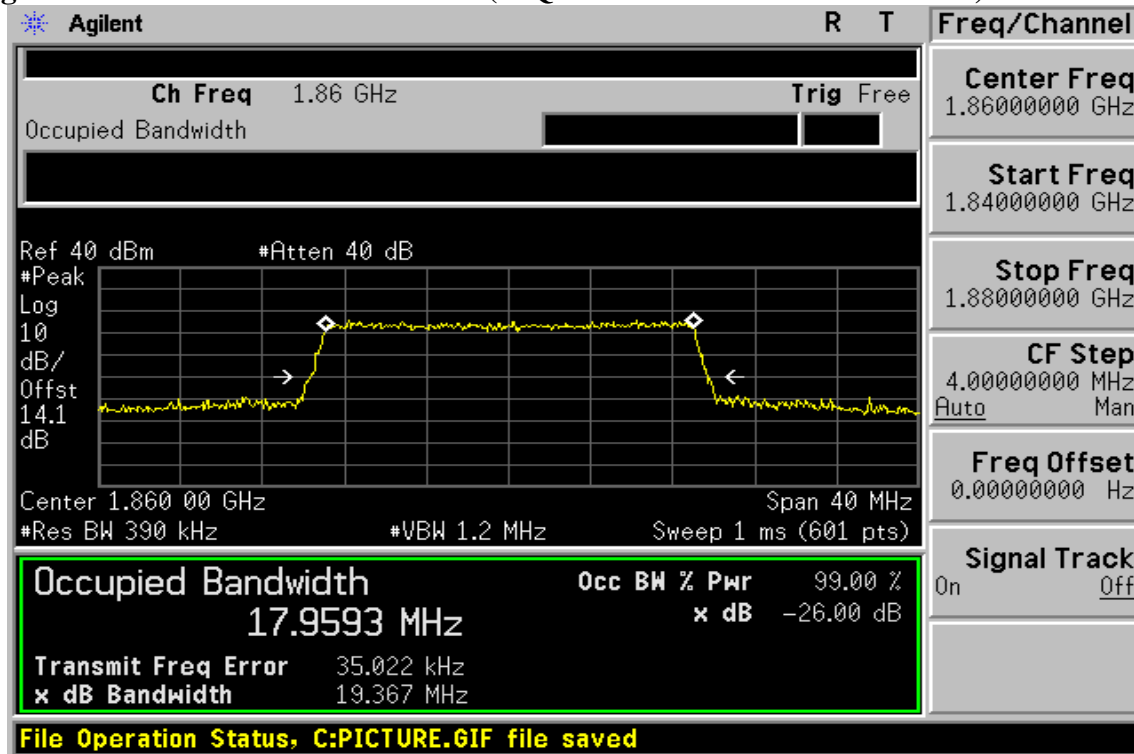 Agilent R T
Ch Freq 1.86 GHz Trig Free
Occupied Bandwidth
Ref 40 dBm #Atten 40 dB
#Peak
Log
10
dB/
Offst
14.1
dB
Center 1.860 00 GHz Span 40 MHz
#Res BW 390 kHz #VBW 1.2 MHz Sweep 1 ms (601 pts)
Occupied Bandwidth
17.9593 MHz
Occ BW % Pwr 99.00 %
x dB -26.00 dB
Transmit Freq Error 35.022 kHz
x dB Bandwidth 19.367 MHz
File Operation Status, C:PICTURE.GIF file saved
Freq/Channel
Center Freq
1.86000000 GHz
Start Freq
1.84000000 GHz
Stop Freq
1.88000000 GHz
CF Step
4.00000000 MHz
Auto Man
Freq Offset
0.00000000 Hz
Signal Track
On Off